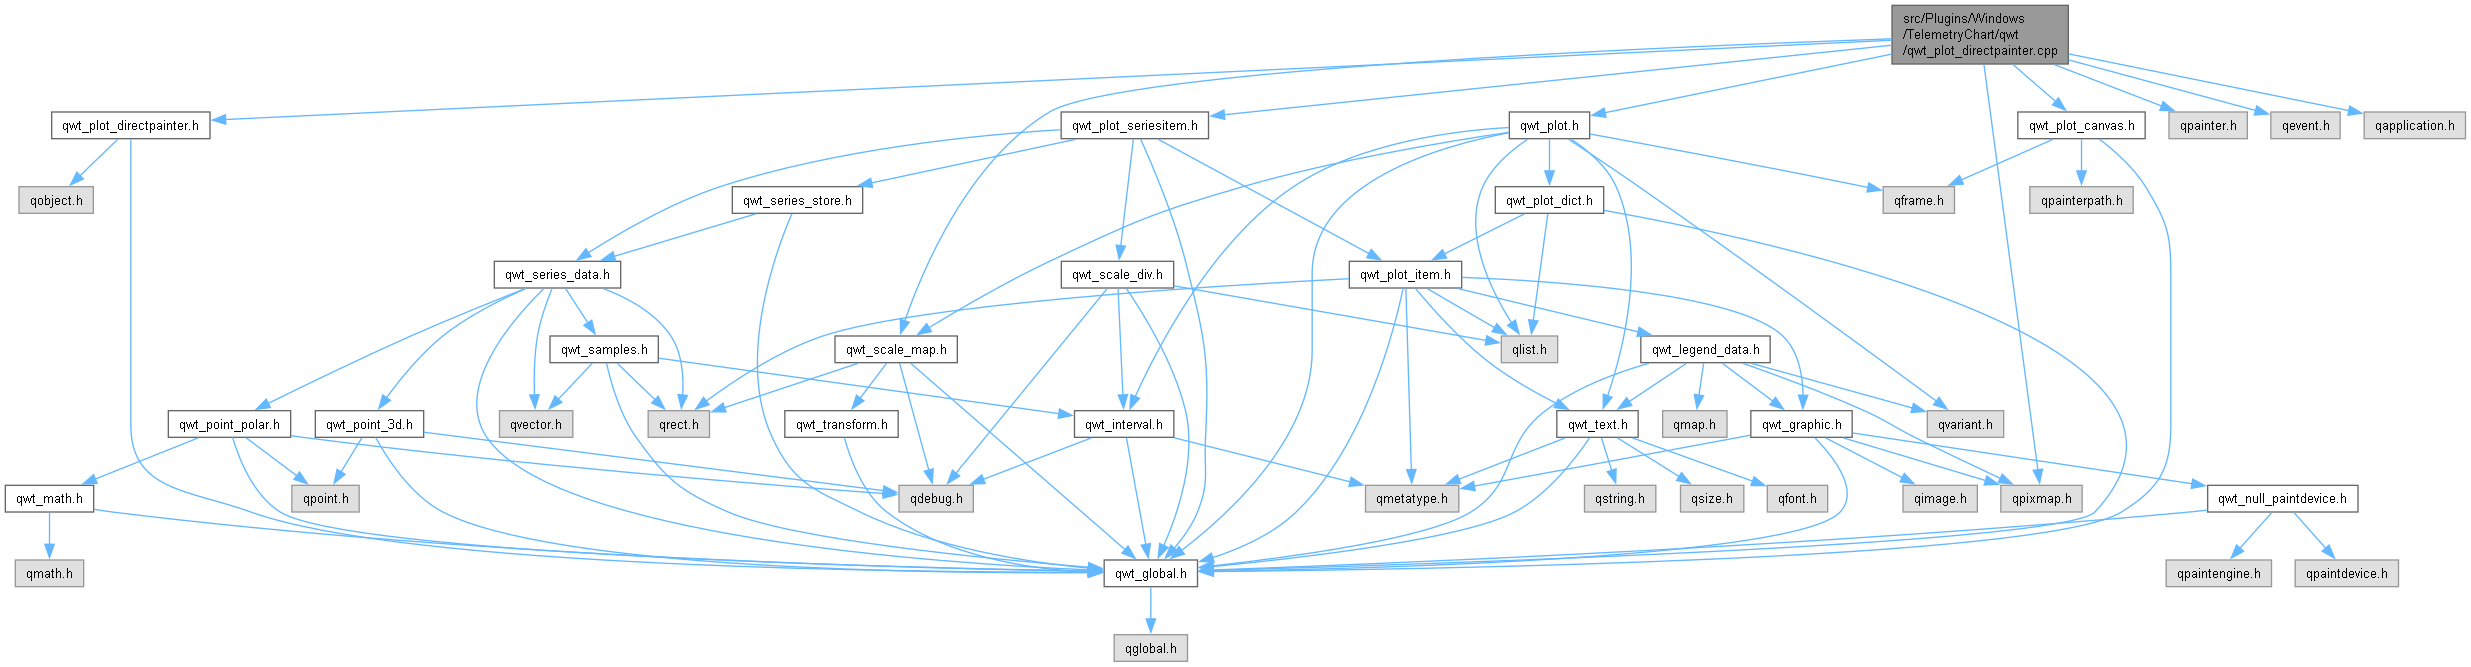 src/Plugins/Windows
/TelemetryChart/qwt
/qwt_plot_directpainter.cpp
qwt_plot_directpainter.h
qwt_plot_seriesitem.h
qwt_plot.h
qwt_plot_canvas.h
qpainter.h
qevent.h
qapplication.h
qobject.h
qwt_series_store.h
qwt_plot_dict.h
qframe.h
qpainterpath.h
qwt_series_data.h
qwt_scale_div.h
qwt_plot_item.h
qwt_samples.h
qwt_scale_map.h
qlist.h
qwt_legend_data.h
qwt_point_polar.h
qwt_point_3d.h
qvector.h
qrect.h
qwt_transform.h
qwt_interval.h
qwt_text.h
qmap.h
qwt_graphic.h
qvariant.h
qwt_math.h
qpoint.h
qdebug.h
qmetatype.h
qstring.h
qsize.h
qfont.h
qimage.h
qpixmap.h
qwt_null_paintdevice.h
qmath.h
qwt_global.h
qpaintengine.h
qpaintdevice.h
qglobal.h